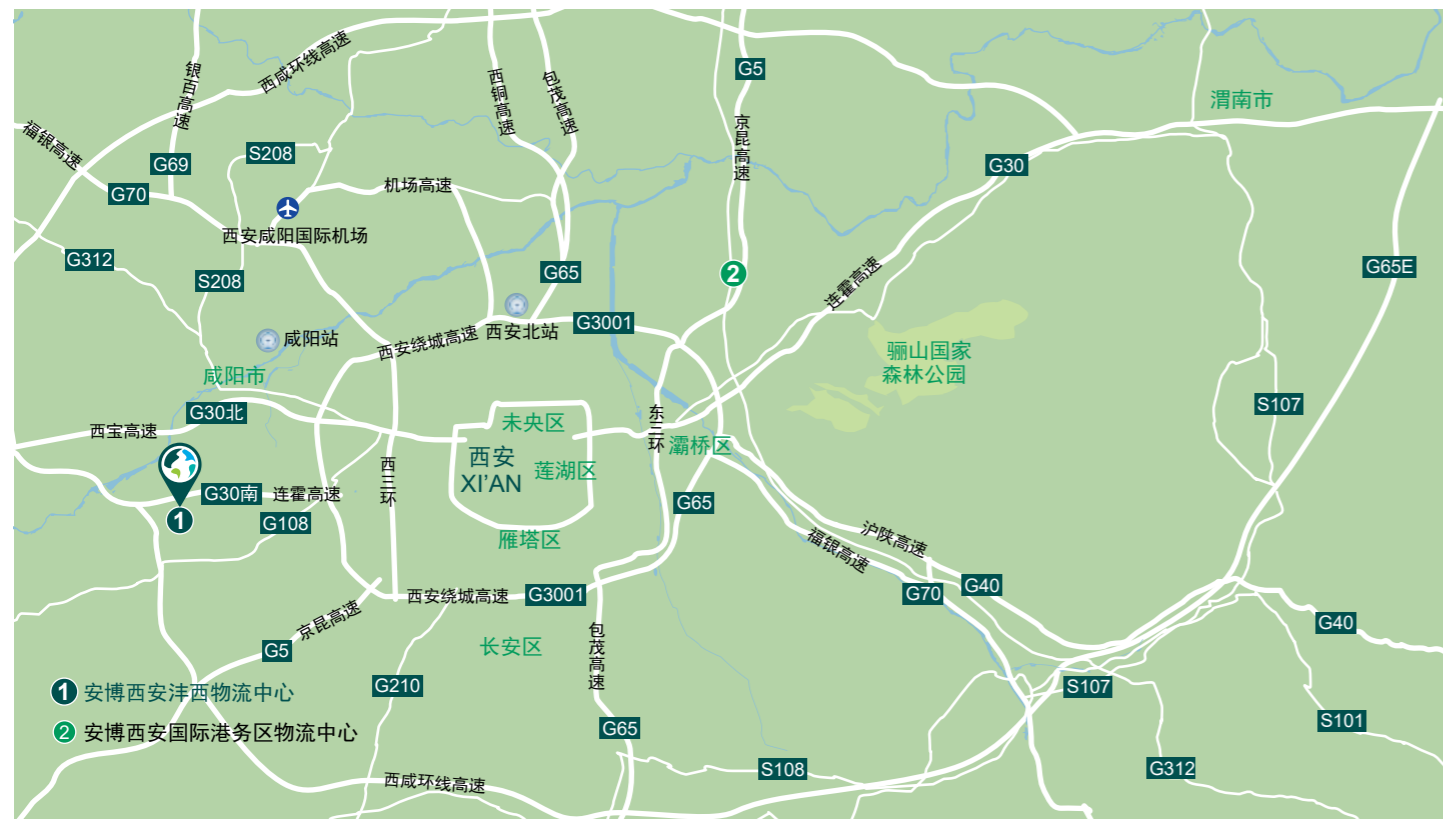 G5
西咸环线高速
银百高速
西铜高速
包茂高速
渭南市
京昆高速
福银高速
S208
G69
G30
G70
机场高速
西安咸阳国际机场
G312
S208
G65
2
连霍高速
G65E
西安北站
G3001
咸阳站
西安绕城高速
骊山国家
森林公园
咸阳市
G30北
S107
西宝高速
未央区
东三环
灞桥区
西安
XI'AN
莲湖区
西三环
G30南
连霍高速
G65
1
G108
雁塔区
沪陕高速
福银高速
G40
G70
西安绕城高速
G3001
京昆高速
G40
包茂高速
长安区
G5
G210
S107
1 安博西安沣西物流中心
2 安博西安国际港务区物流中心
G65
S101
S108
G312
西咸环线高速